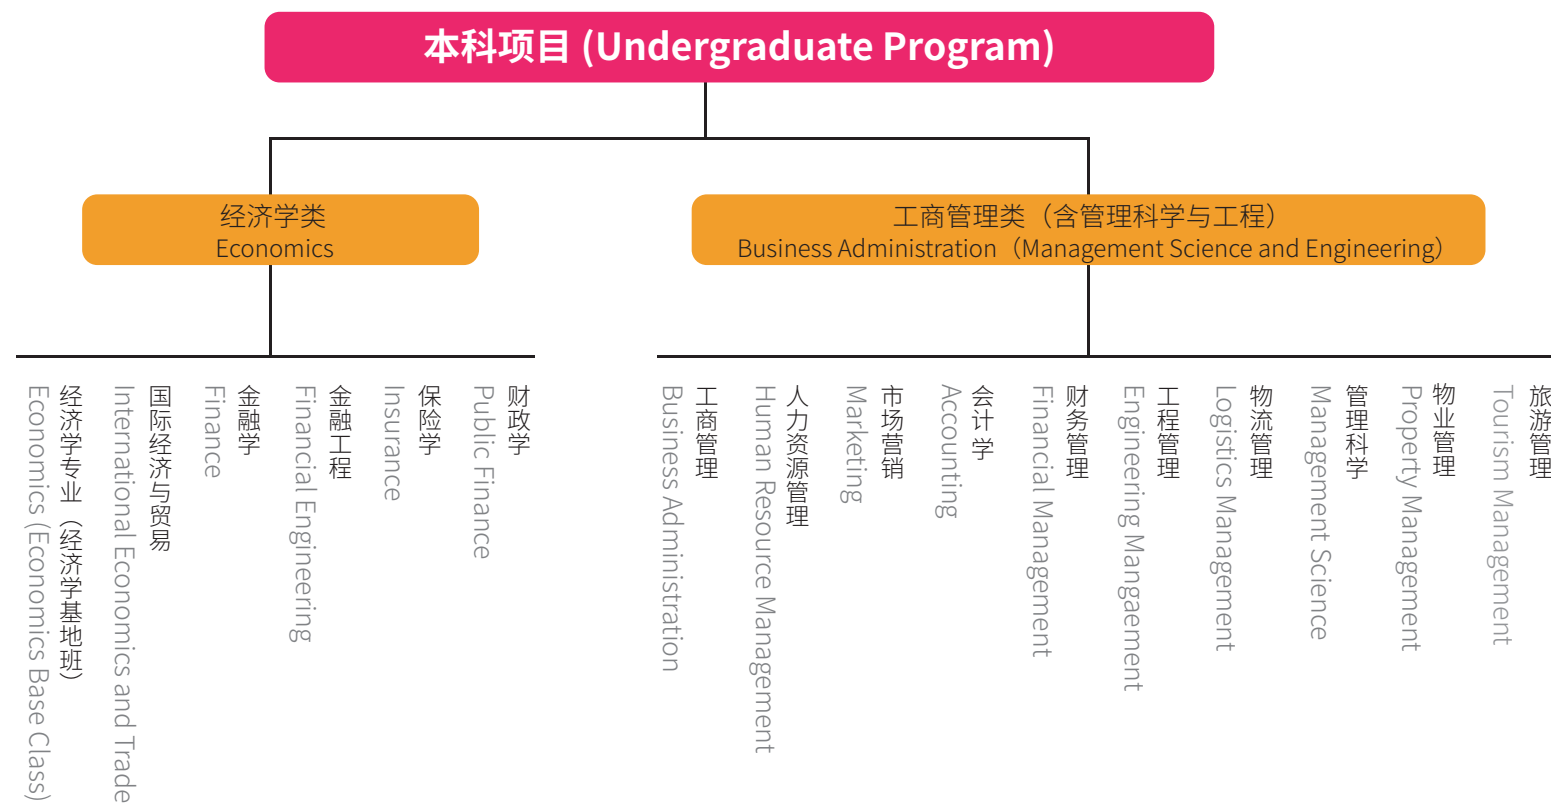 本科项目 (Undergraduate Program)
经济学类
Economics
工商管理类（含管理科学与工程）
Business Administration（Management Science and Engineering）
经济学专业（经济学基地班）
Economics (Economics Base Class)
国际经济与贸易
International Economics and Trade
金融学
Finance
金融工程
Financial Engineering
保险学
Insurance
财政学
Public Finance
工商管理
Business Administration
人力资源管理
Human Resource Management
市场营销
Marketing
会计 学
Accounting
财务管理
Financial Management
工程管理
Engineering Mangaement
物流管理
Logistics Management
管理科学
Management Science
物业管理
Property Management
旅游管理
Tourism Management